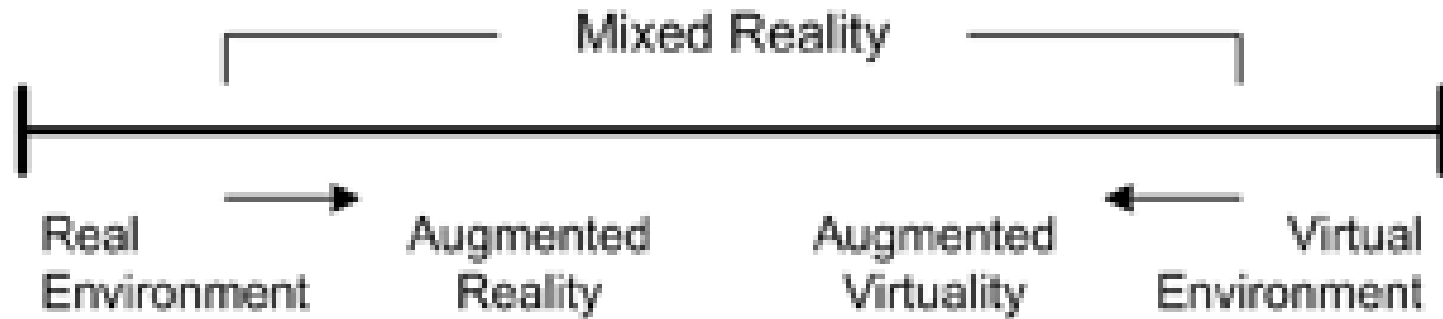 Mixed Reality
Real Environment
Augmented Reality
Augmented Virtuality
Virtual Environment